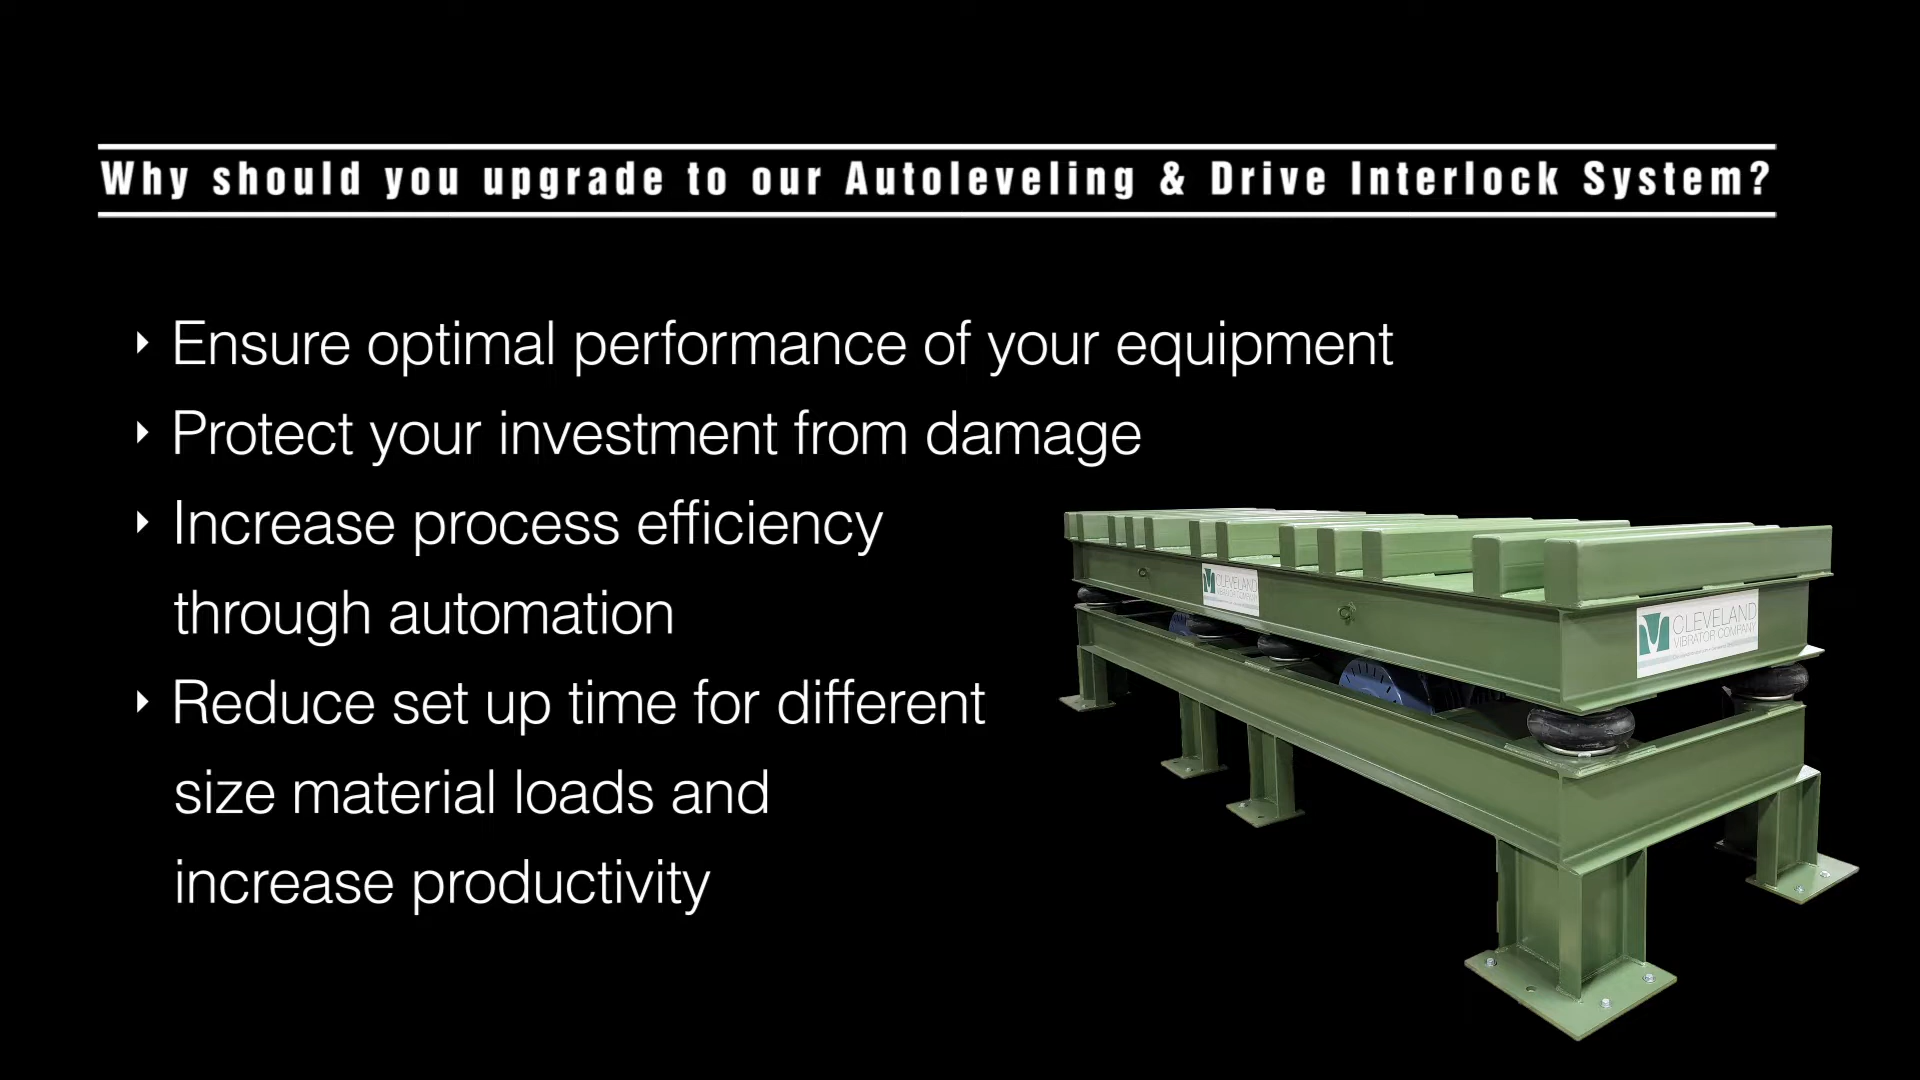 Why should you upgrade to our Autoleveling & Drive Interlock System?
‣ Ensure optimal performance of your equipment
‣ Protect your investment from damage
‣ Increase process efficiency
through automation
‣ Reduce set up time for different
size material loads and
increase productivity
CLEVELAND
VIBRATOR COMPANY
CLEVELAND
VIBRATOR COMPANY